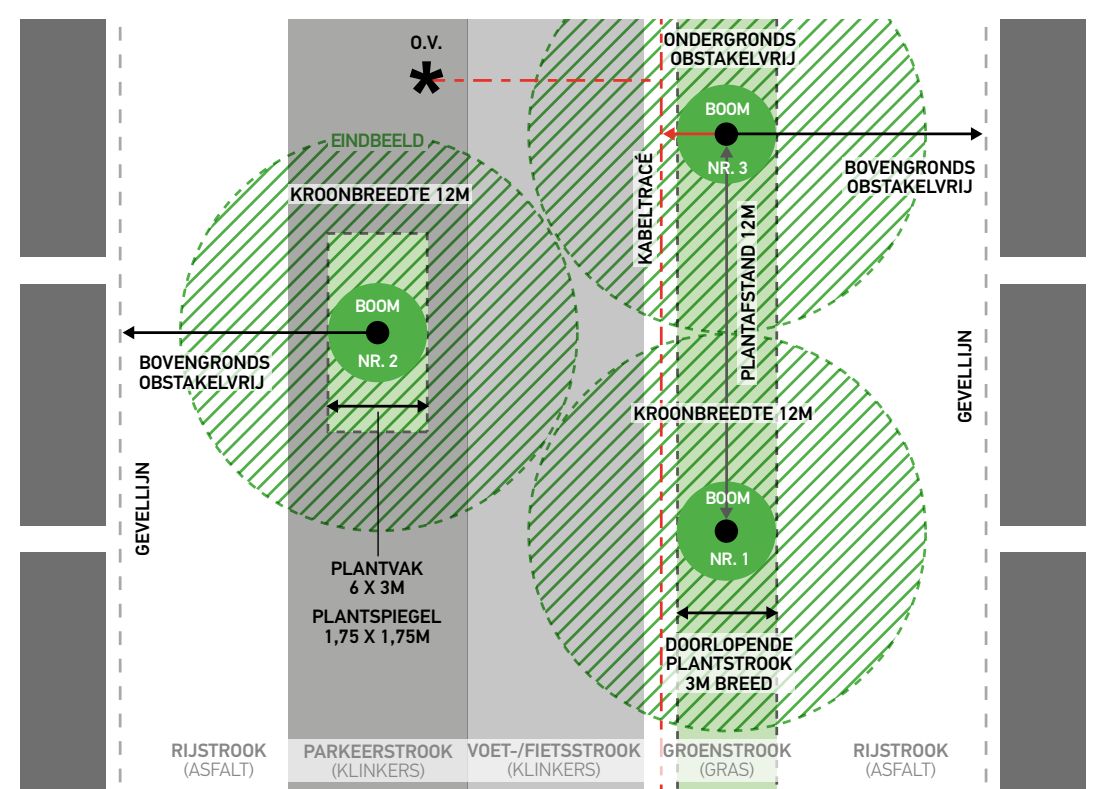 O.V.
ONDERGRONDS
OBSTAKELVRIJ
BOOM
NR. 3
EINDBEELD
KROONBREEDTE 12M
KABELTRACÉ
BOVENGRONDS
OBSTAKELVRIJ
PLANTAFSTAND 12M
BOOM
NR. 2
BOVENGRONDS
OBSTAKELVRIJ
GEVELLIJN
KROONBREEDTE 12M
GEVELLIJN
BOOM
NR. 1
PLANTVAK
6 X 3M
PLANTSPIEGEL
1,75 X 1,75M
DOORLOPENDE
PLANTSTROOK
3M BREED
RIJSTROOK
(ASFALT)
PARKEERSTROOK
(KLINKERS)
VOET-/FIETSSTROOK
(KLINKERS)
GROENSTROOK
(GRAS)
RIJSTROOK
(ASFALT)